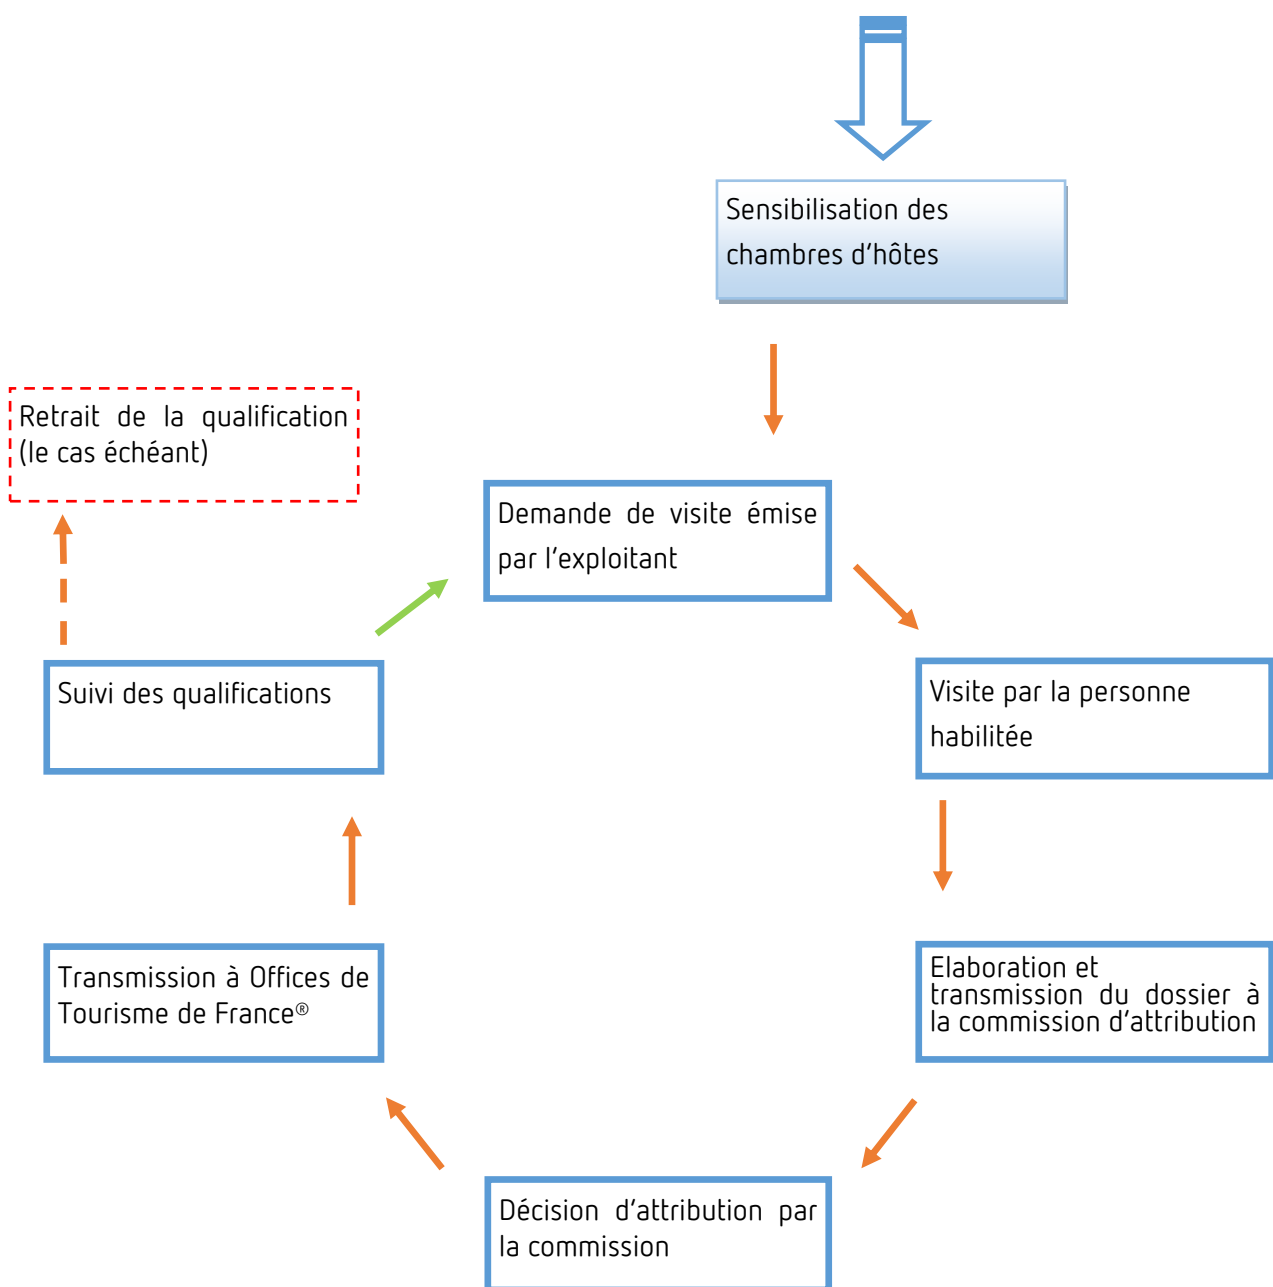 Sensibilisation des
chambres d’hôtes
Retrait de la qualification
(le cas échéant)
Demande de visite émise
par l’exploitant
Suivi des qualifications
Visite par la personne
habilitée
Transmission à Offices de
Tourisme de France®
Elaboration et
transmission du dossier à
la commission d’attribution
Décision d’attribution par
la commission